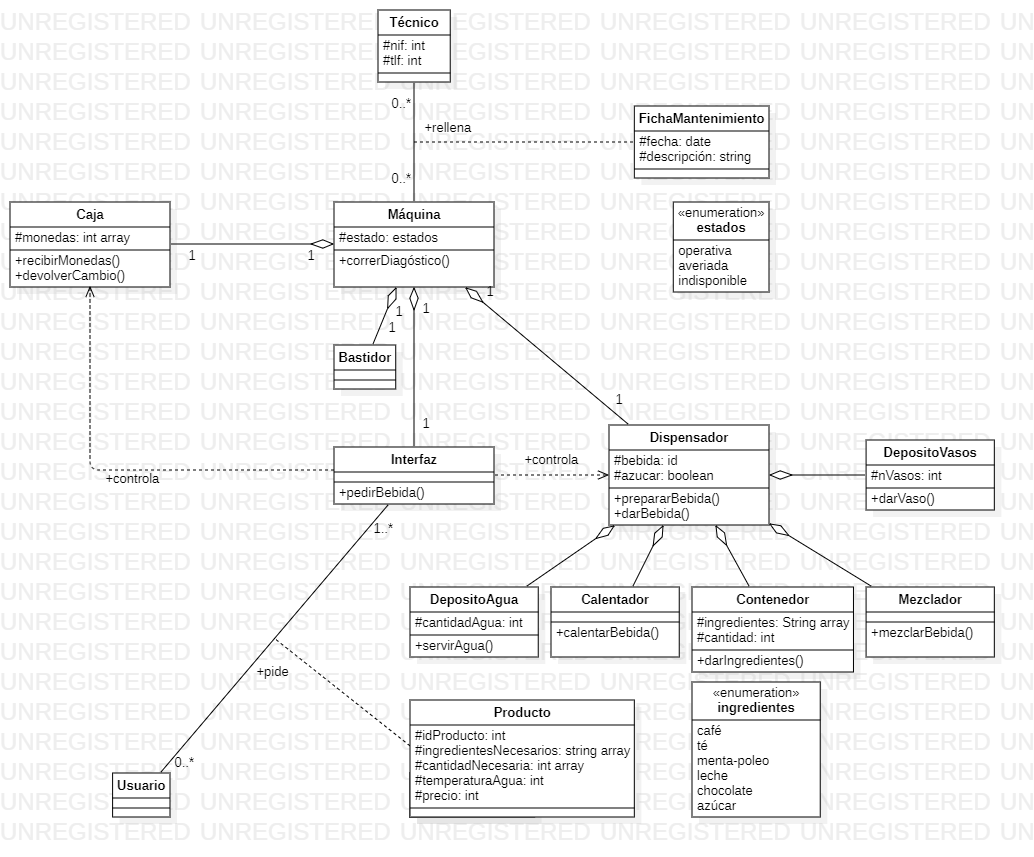 Técnico
#nif: int
#tlf: int
0..*
+rellena
0..*
FichaMantenimiento
#fecha: date
#descripción: string
Caja
#monedas: int array
+recibirMonedas()
+devolverCambio()
1
1
Máquina
#estado: estados
+correrDiagóstico()
«enumeration»
estados
operativa
averiada
indisponible
1
1
1
1
Bastidor
1
1
Interfaz
+pedirBebida()
+controla
+controla
Dispensador
#bebida: id
#azucar: boolean
+prepararBebida()
+darBebida()
DepositoVasos
#nVasos: int
+darVaso()
1..*
DepositoAgua
#cantidadAgua: int
+servirAgua()
Calentador
+calentarBebida()
Contenedor
#ingredientes: String array
#cantidad: int
+darIngredientes()
Mezclador
+mezclarBebida()
+pide
0..*
Usuario
Producto
#idProducto: int
#ingredientesNecesarios: string array
#cantidadNecesaria: int array
#temperaturaAgua: int
#precio: int
«enumeration»
ingredientes
café
té
menta-poleo
leche
chocolate
azúcar
UNREGISTERED